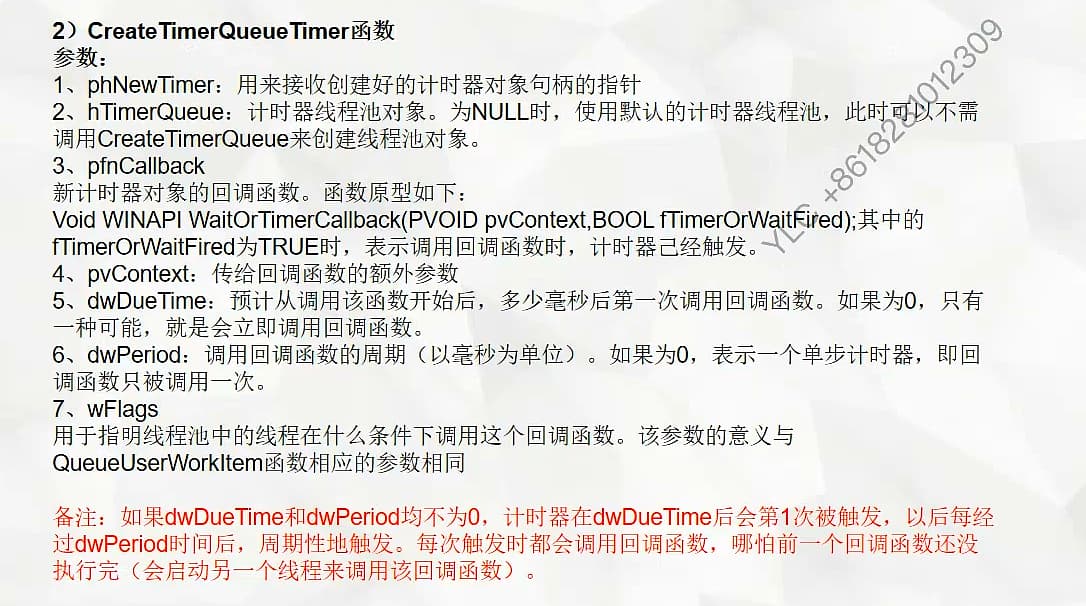 2）CreateTimerQueueTimer函数
参数：
1、phNewTimer：用来接收创建好的计时器对象句柄的指针
2、hTimerQueue：计时器线程池对象。为NULL时，使用默认的计时器线程池，此时可以不需
调用CreateTimerQueue来创建线程池对象。
3、pfnCallback
新计时器对象的回调函数。函数原型如下：
Void WINAPI WaitOrTimerCallback(PVOID pvContext,BOOL fTimerOrWaitFired);其中的
fTimerOrWaitFired为TRUE时，表示调用回调函数时，计时器己经触发。
4、pvContext：传给回调函数的额外参数
5、dwDueTime：预计从调用该函数开始后，多少毫秒后第一次调用回调函数。如果为0，只有
一种可能，就是会立即调用回调函数。
6、dwPeriod：调用回调函数的周期（以毫秒为单位）。如果为0，表示一个单步计时器，即回
调函数只被调用一次。
7、wFlags
用于指明线程池中的线程在什么条件下调用这个回调函数。该参数的意义与
QueueUserWorkItem函数相应的参数相同
备注：如果dwDueTime和dwPeriod均不为0，计时器在dwDueTime后会第1次被触发，以后每经
过dwPeriod时间后，周期性地触发。每次触发时都会调用回调函数，哪怕前一个回调函数还没
执行完（会启动另一个线程来调用该回调函数）。
YLC +8618281012309